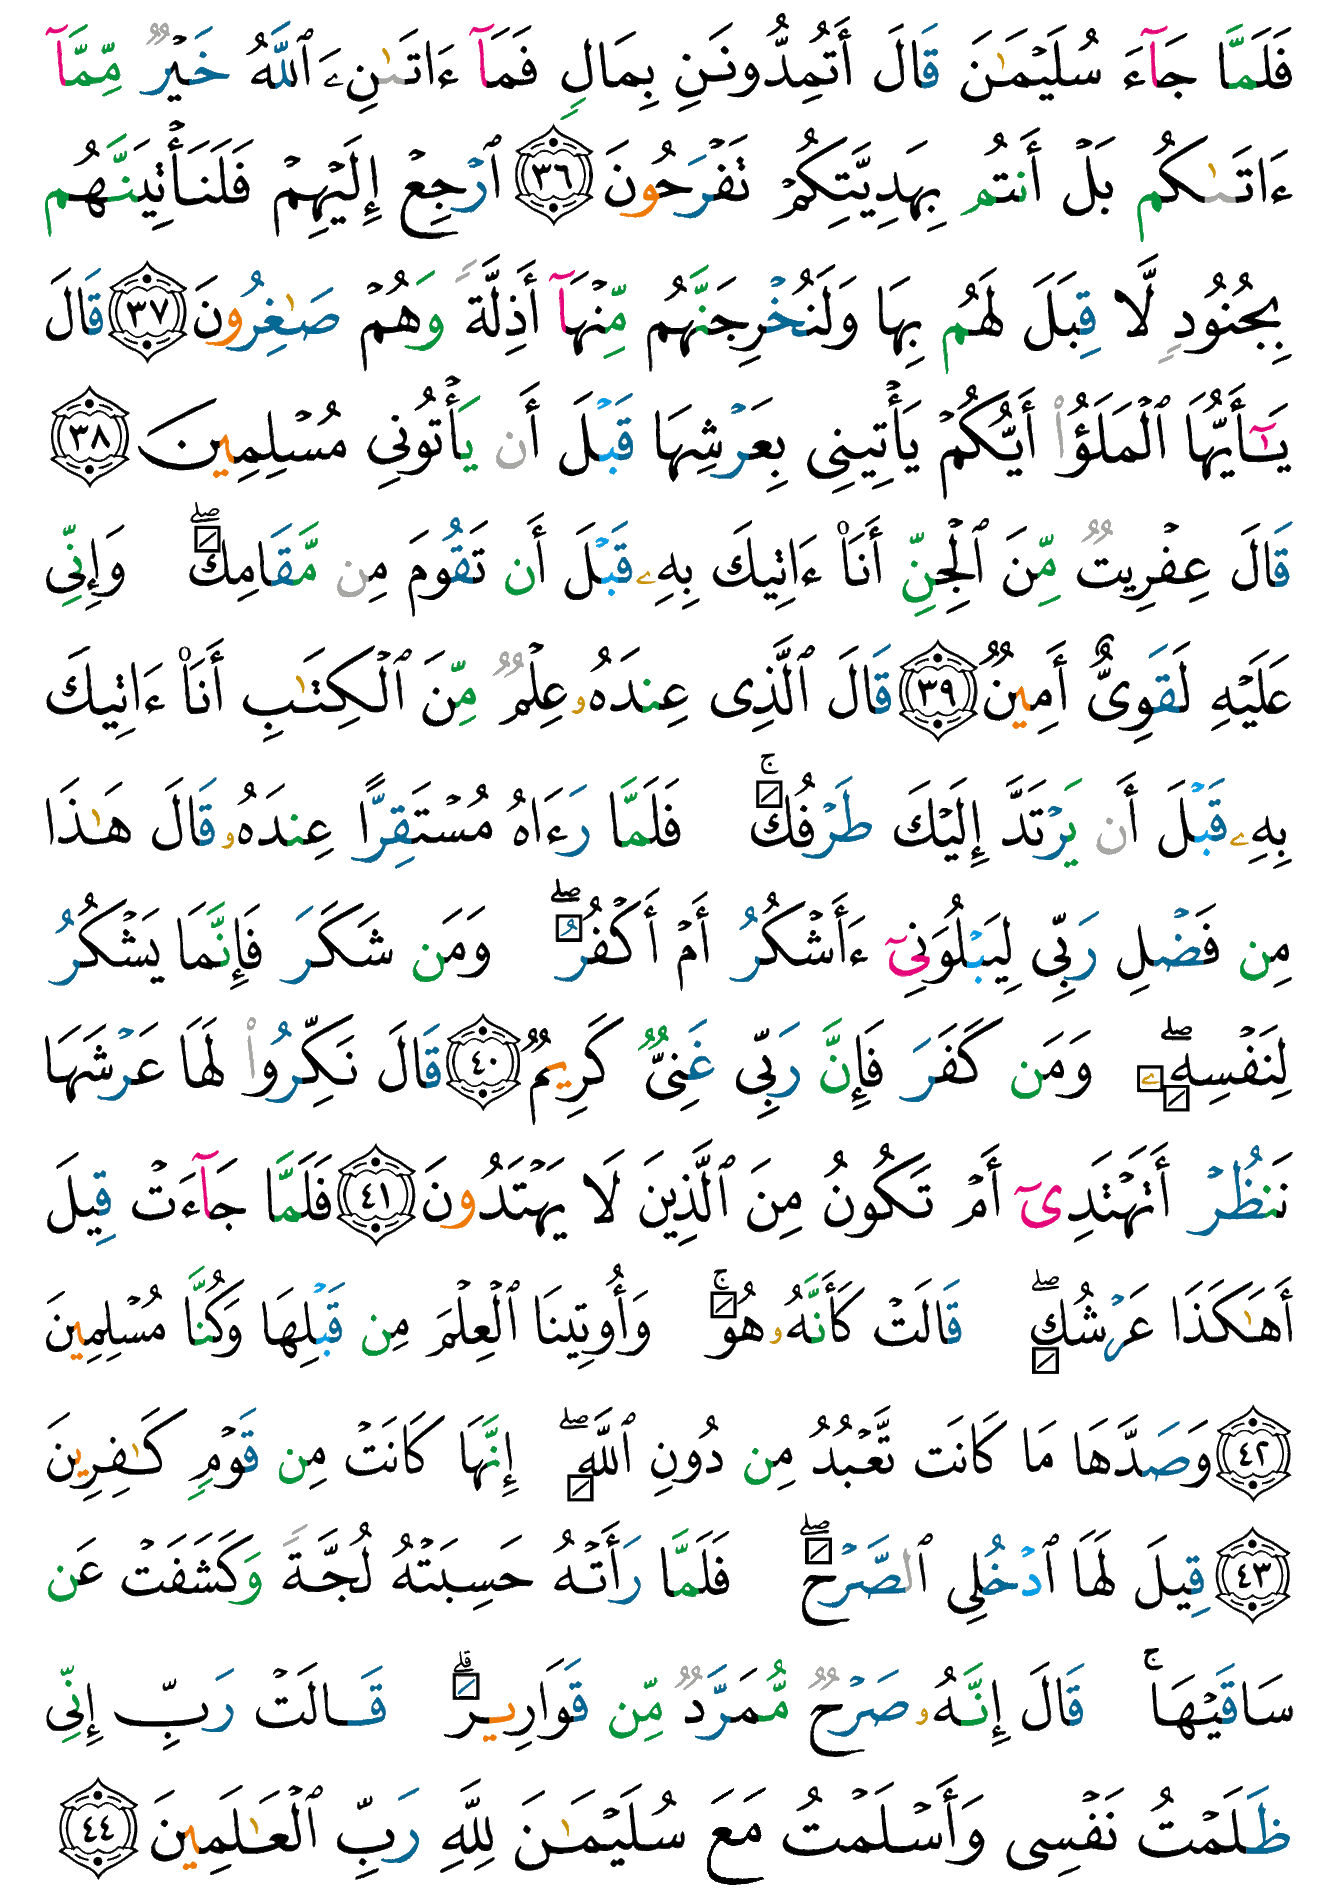 فَلَمَّا جَآءَ سُلَيْمَـٰنَ قَالَ أَتُمِدُّونَنِ بِمَالٍ فَمَآ ءَاتَىٰنِۦَ ٱللَّهُ خَيْرٌ مِّمَّآ
ءَاتَىٰكُم بَلْ أَنتُم بِهَدِيَّتِكُمْ تَفْرَحُونَ ٣٦ ٱرْجِعْ إِلَيْهِمْ فَلَنَأْتِيَنَّهُم
بِجُنُودٍ لَّا قِبَلَ لَهُم بِهَا وَلَنُخْرِجَنَّهُم مِّنْهَآ أَذِلَّةً وَهُمْ صَـٰغِرُونَ ٣٧ قَالَ
يَـٰٓأَيُّهَا ٱلْمَلَؤُا۟ أَيُّكُمْ يَأْتِينِى بِعَرْشِهَا قَبْلَ أَن يَأْتُونِى مُسْلِمِينَ ٣٨
قَالَ عِفْرِيتٌ مِّنَ ٱلْجِنِّ أَنَا۠ ءَاتِيكَ بِهِۦ قَبْلَ أَن تَقُومَ مِن مَّقَامِكَ ۖ وَإِنِّى
عَلَيْهِ لَقَوِىٌّ أَمِينٌ ٣٩ قَالَ ٱلَّذِى عِندَهُۥ عِلْمٌ مِّنَ ٱلْكِتَـٰبِ أَنَا۠ ءَاتِيكَ
بِهِۦ قَبْلَ أَن يَرْتَدَّ إِلَيْكَ طَرْفُكَ ۚ فَلَمَّا رَءَاهُ مُسْتَقِرًّا عِندَهُۥ قَالَ هَـٰذَا
مِن فَضْلِ رَبِّى لِيَبْلُوَنِىٓ ءَأَشْكُرُ أَمْ أَكْفُرُ ۖ وَمَن شَكَرَ فَإِنَّمَا يَشْكُرُ
لِنَفْسِهِۦ ۖ وَمَن كَفَرَ فَإِنَّ رَبِّى غَنِىٌّ كَرِيمٌ ٤٠ قَالَ نَكِّرُوا۟ لَهَا عَرْشَهَا
نَنظُرْ أَتَهْتَدِىٓ أَمْ تَكُونُ مِنَ ٱلَّذِينَ لَا يَهْتَدُونَ ٤١ فَلَمَّا جَآءَتْ قِيلَ
أَهَـٰكَذَا عَرْشُكِ ۖ قَالَتْ كَأَنَّهُۥ هُوَ ۚ وَأُوتِينَا ٱلْعِلْمَ مِن قَبْلِهَا وَكُنَّا مُسْلِمِينَ
٤٢ وَصَدَّهَا مَا كَانَت تَّعْبُدُ مِن دُونِ ٱللَّهِ ۖ إِنَّهَا كَانَتْ مِن قَوْمٍ كَـٰفِرِينَ
٤٣ قِيلَ لَهَا ٱدْخُلِى ٱلصَّرْحَ ۖ فَلَمَّا رَأَتْهُ حَسِبَتْهُ لُجَّةً وَكَشَفَتْ عَن
سَاقَيْهَا ۚ قَالَ إِنَّهُۥ صَرْحٌ مُّمَرَّدٌ مِّن قَوَارِيرَ ۗ قَالَتْ رَبِّ إِنِّى
ظَلَمْتُ نَفْسِى وَأَسْلَمْتُ مَعَ سُلَيْمَـٰنَ لِلَّهِ رَبِّ ٱلْعَـٰلَمِينَ ٤٤